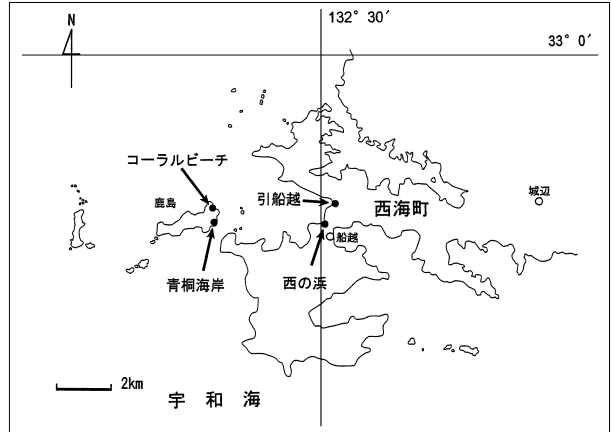 N
132° 30′
33° 0′
コーラルビーチ
鹿島
引船越
西海町
城辺
船越
青桐海岸
西の浜
2km
宇和海